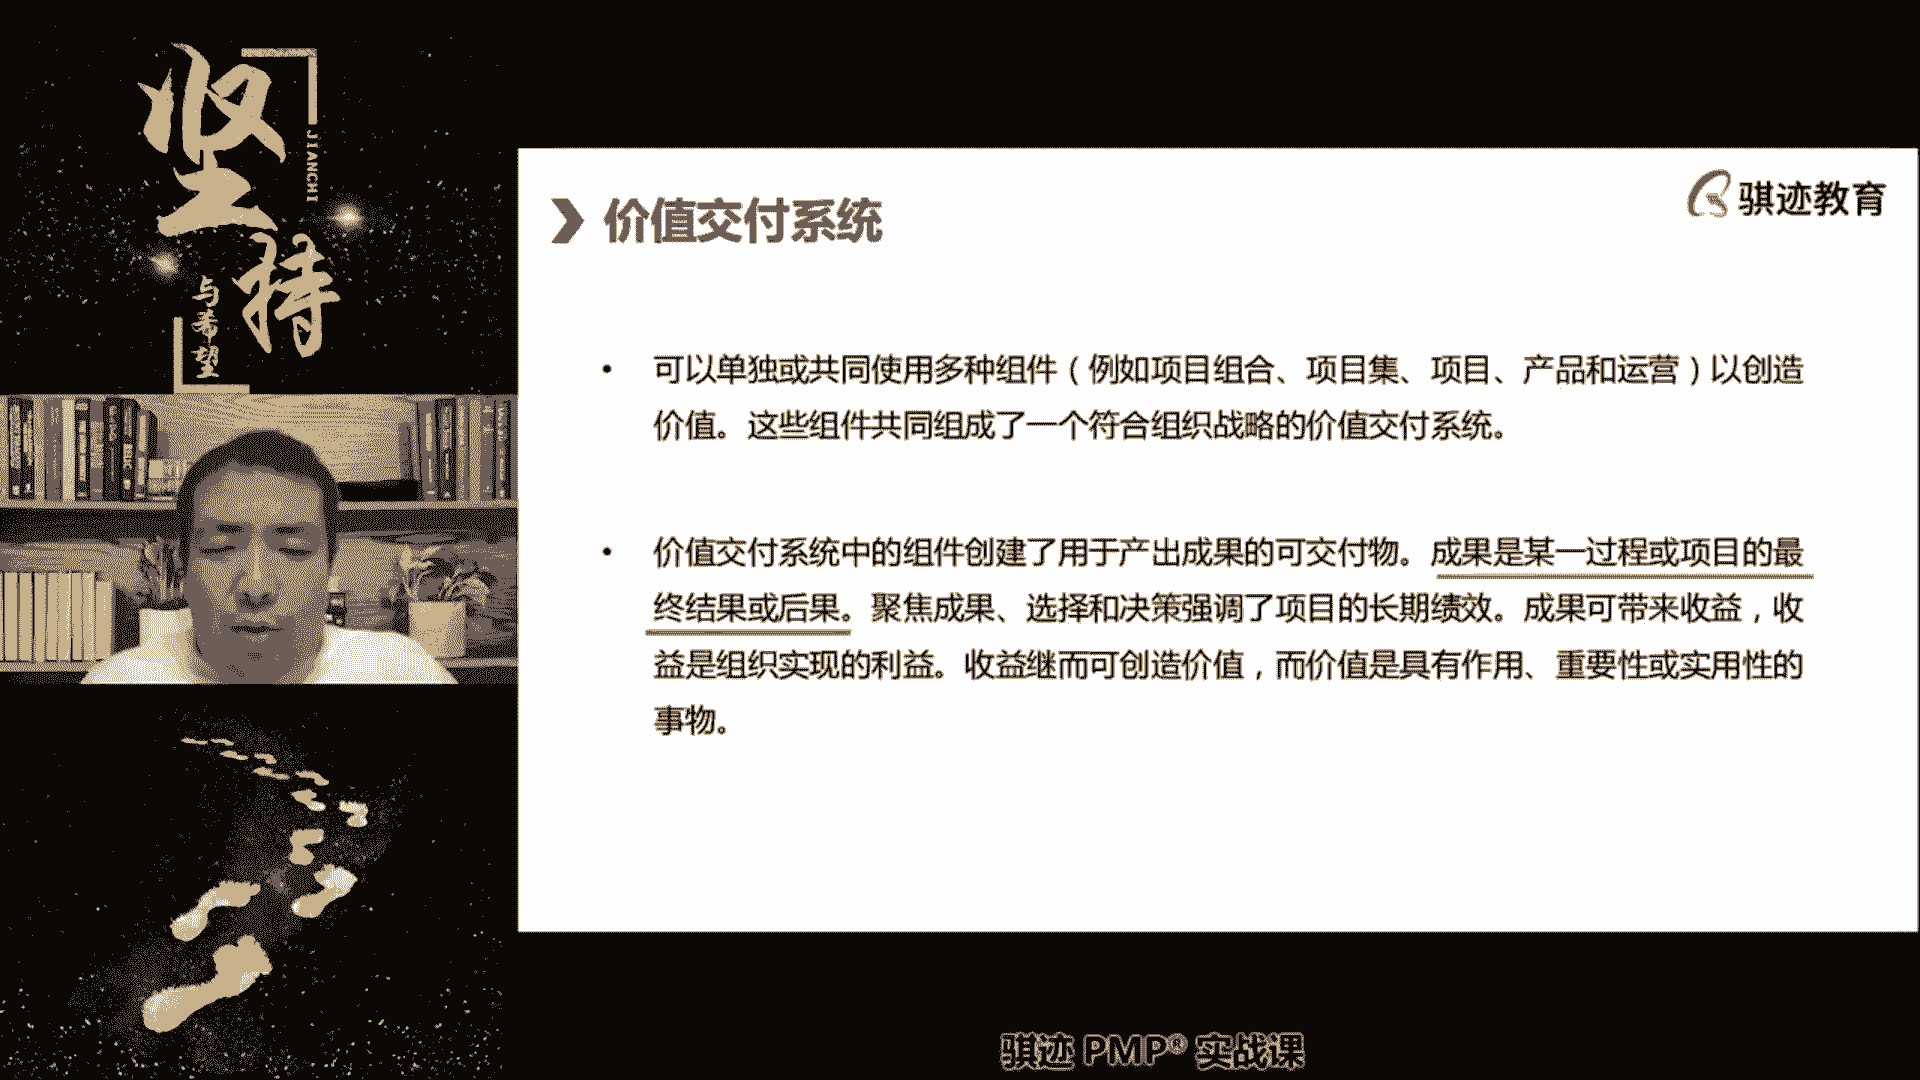 坚持
JIANCHI
与希望
骐迹教育
价值交付系统
• 可以单独或共同使用多种组件（例如项目组合、项目集、项目、产品和运营）以创造
价值。这些组件共同组成了一个符合组织战略的价值交付系统。
• 价值交付系统中的组件创建了用于产出成果的可交付物。成果是某一过程或项目的最
终结果或后果。聚焦成果、选择和决策强调了项目的长期绩效。成果可带来收益，收
益是组织实现的利益。收益继而可创造价值，而价值是具有作用、重要性或实用性的
事物。
骐迹 PMP® 实战课